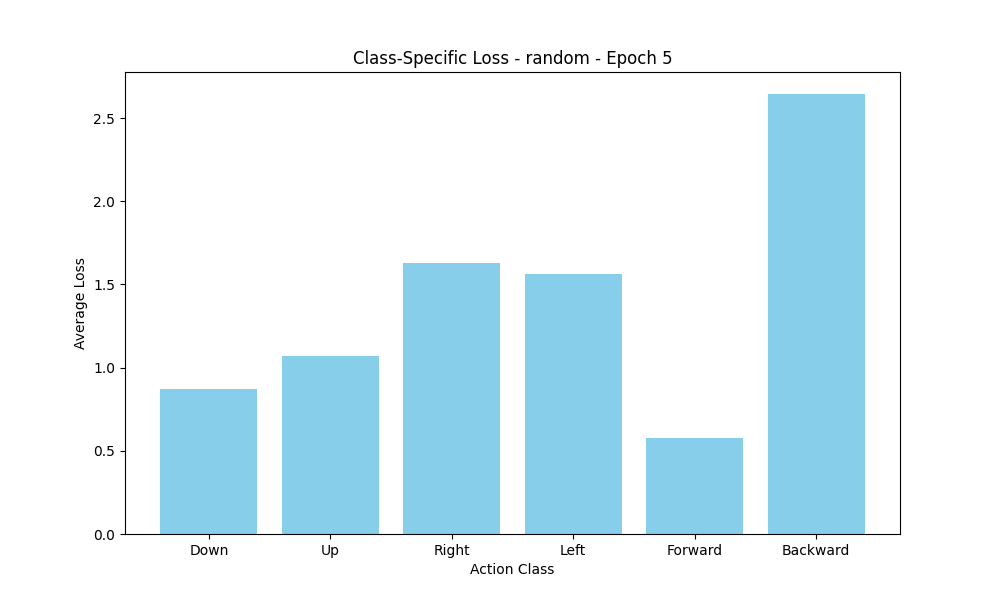 Class-Specific Loss - random - Epoch 5
Average Loss
2.5
2.0
1.5
1.0
0.5
0.0
Down Up Right Left Forward Backward
Action Class